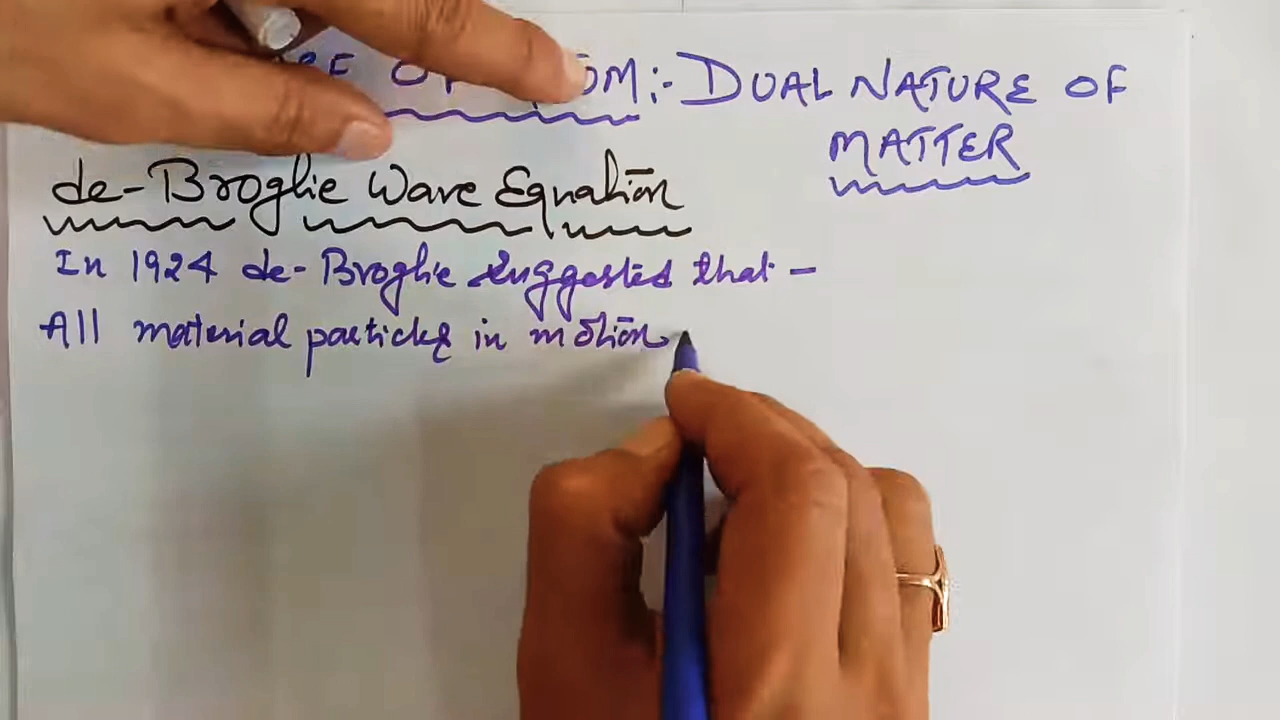 OF :- DUAL NATURE OF
MATTER
de-Broglie Wave Equation
In 1924 de-Broglie suggested that -
All material particles in motion